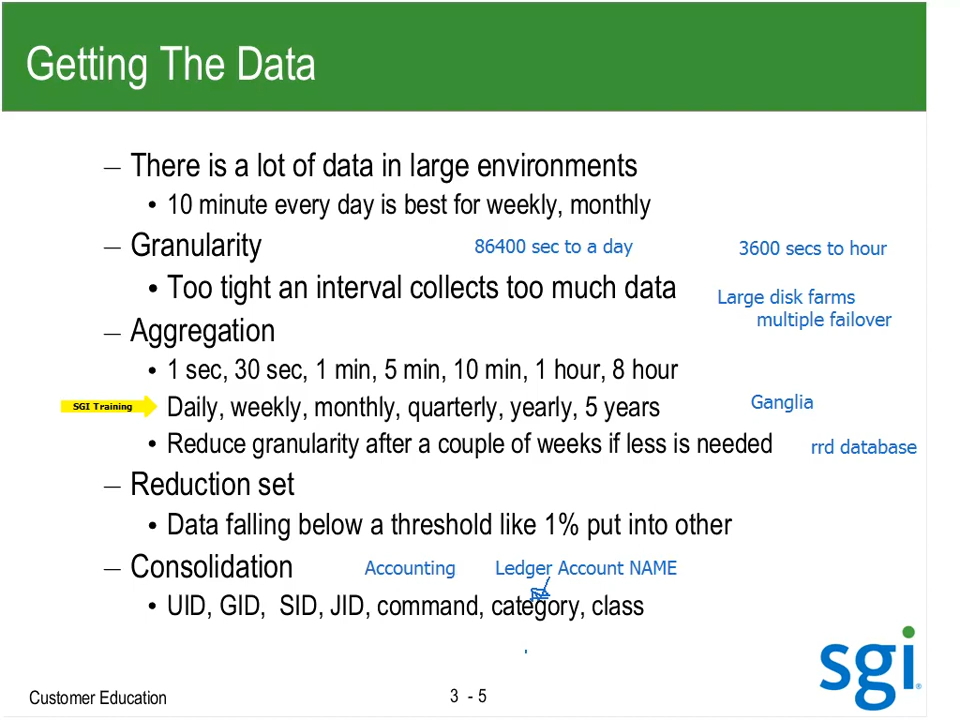 Getting The Data
– There is a lot of data in large environments
• 10 minute every day is best for weekly, monthly
– Granularity
86400 sec to a day
3600 secs to hour
• Too tight an interval collects too much data
Large disk farms
multiple failover
– Aggregation
• 1 sec, 30 sec, 1 min, 5 min, 10 min, 1 hour, 8 hour
SGI Training
• Daily, weekly, monthly, quarterly, yearly, 5 years
Ganglia
• Reduce granularity after a couple of weeks if less is needed
rrd database
– Reduction set
• Data falling below a threshold like 1% put into other
– Consolidation
Accounting
Ledger Account NAME
• UID, GID, SID, JID, command, category, class
sgi
Customer Education
3 - 5